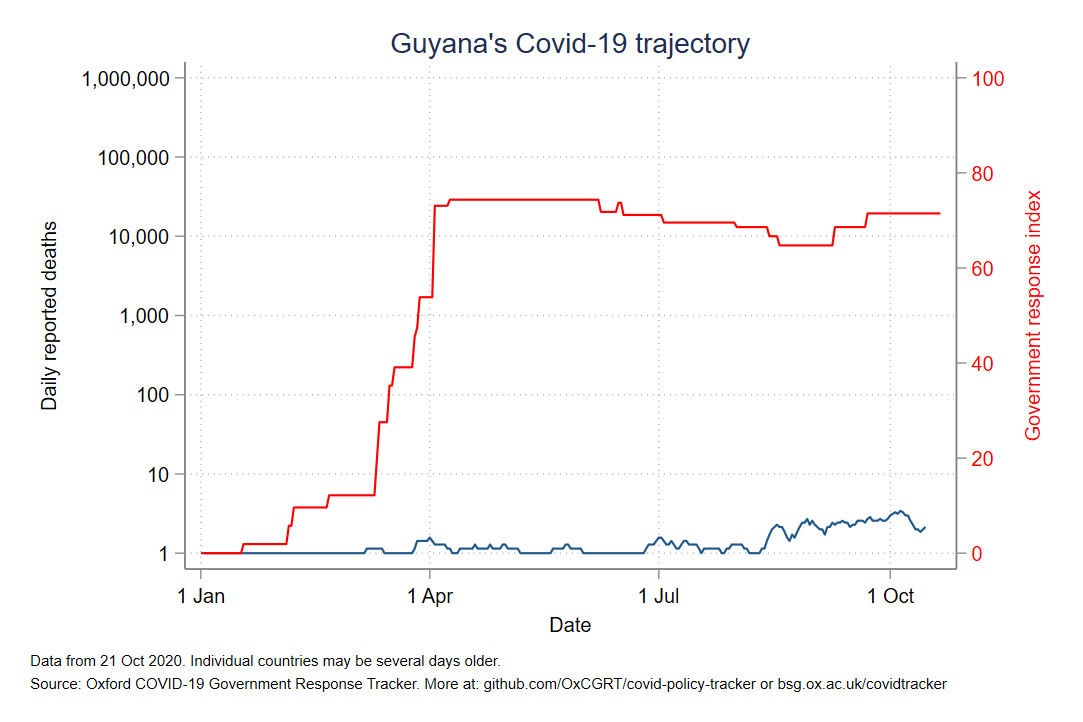 Guyana's Covid-19 trajectory
1,000,000
100,000
10,000
1,000
100
10
1
Daily reported deaths
100
80
60
40
20
0
Government response index
1 Jan
1 Apr
1 Jul
1 Oct
Date
Data from 21 Oct 2020. Individual countries may be several days older.
Source: Oxford COVID-19 Government Response Tracker. More at: github.com/OxCGRT/covid-policy-tracker or bsg.ox.ac.uk/covidtracker